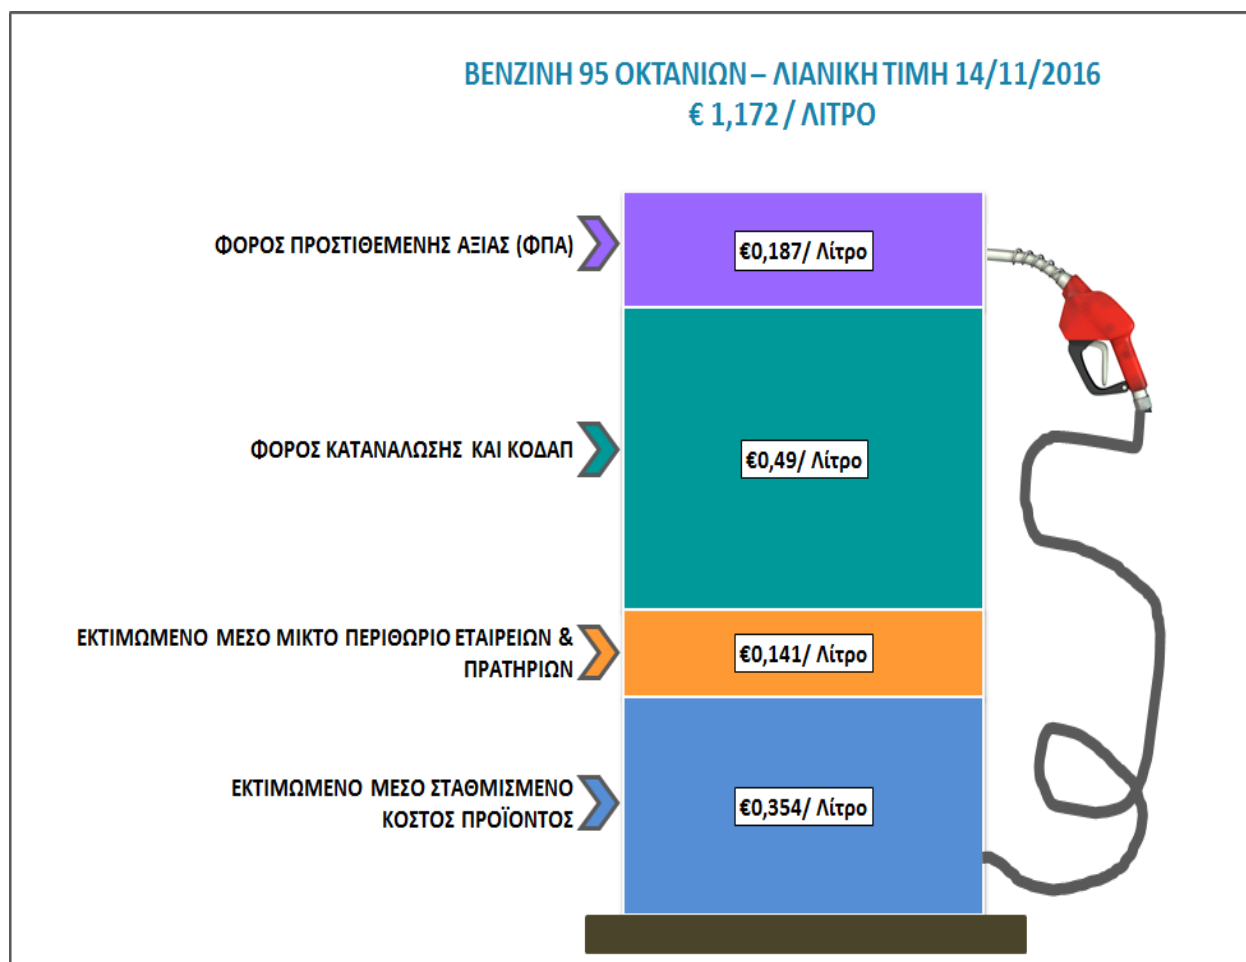 ΒΕΝΖΙΝΗ 95 ΟΚΤΑΝΙΩΝ – ΛΙΑΝΙΚΗ ΤΙΜΗ 14/11/2016
€ 1,172 / ΛΙΤΡΟ
ΦΟΡΟΣ ΠΡΟΣΤΙΘΕΜΕΝΗΣ ΑΞΙΑΣ (ΦΠΑ)
€0,187/ Λίτρο
ΦΟΡΟΣ ΚΑΤΑΝΑΛΩΣΗΣ ΚΑΙ ΚΟΔΑΠ
€0,49/ Λίτρο
ΕΚΤΙΜΩΜΕΝΟ ΜΕΣΟ ΜΙΚΤΟ ΠΕΡΙΘΩΡΙΟ ΕΤΑΙΡΕΙΩΝ &
ΠΡΑΤΗΡΙΩΝ
€0,141/ Λίτρο
ΕΚΤΙΜΩΜΕΝΟ ΜΕΣΟ ΣΤΑΘΜΙΣΜΕΝΟ
ΚΟΣΤΟΣ ΠΡΟΪΟΝΤΟΣ
€0,354/ Λίτρο